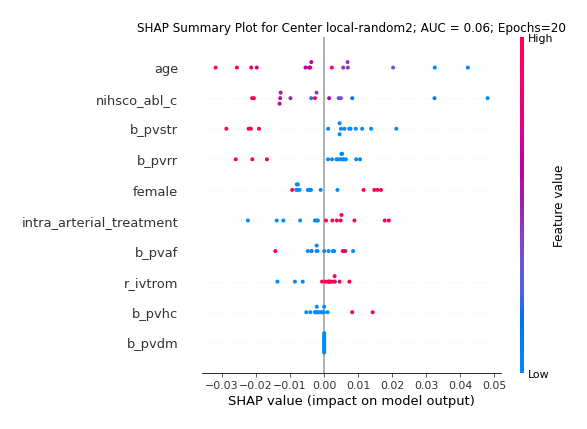 SHAP Summary Plot for Center local-random2; AUC = 0.06; Epochs=20
High
age
nihsco_abl_c
b_pvstr
b_pvrr
female
intra_arterial_treatment
b_pvaf
r_ivtrom
b_pvhc
b_pvdm
Feature value
Low
−0.03 −0.02 −0.01 0.00 0.01 0.02 0.03 0.04 0.05
SHAP value (impact on model output)